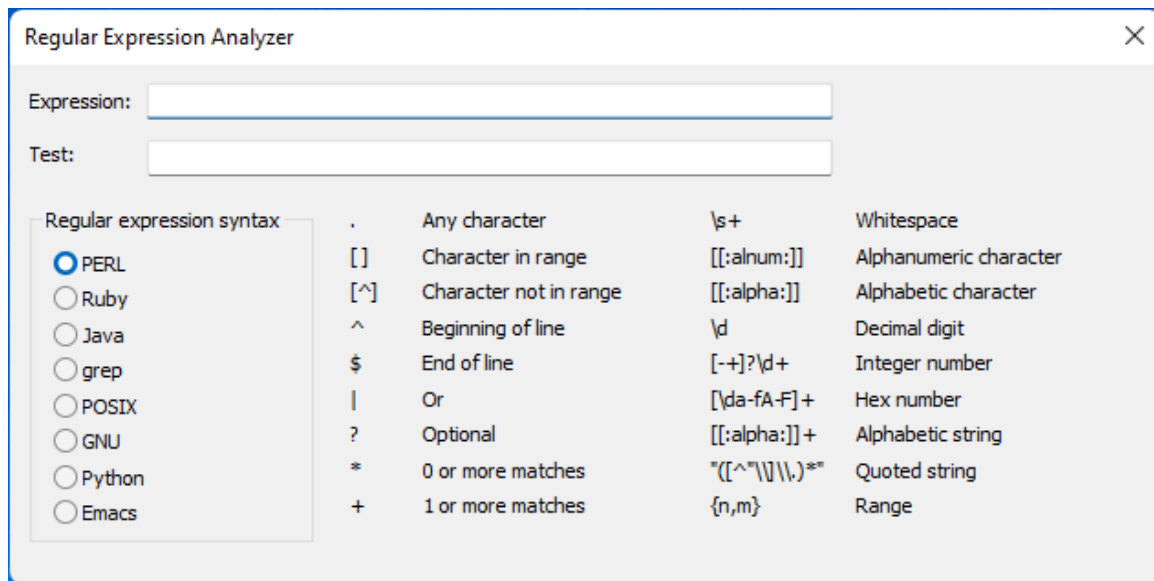 Regular Expression Analyzer
Expression:
Test:
Regular expression syntax
PERL
Ruby
Java
grep
POSIX
GNU
Python
Emacs
. Any character \s+ Whitespace
[] Character in range [[:alnum:]] Alphanumeric character
[^] Character not in range [[:alpha:]] Alphabetic character
^ Beginning of line \d Decimal digit
$ End of line [-+]?\d+ Integer number
| Or [\da-fA-F]+ Hex number
? Optional [[:alpha:]]+ Alphabetic string
* 0 or more matches "([^"\\]\\.)*" Quoted string
+ 1 or more matches {n,m} Range